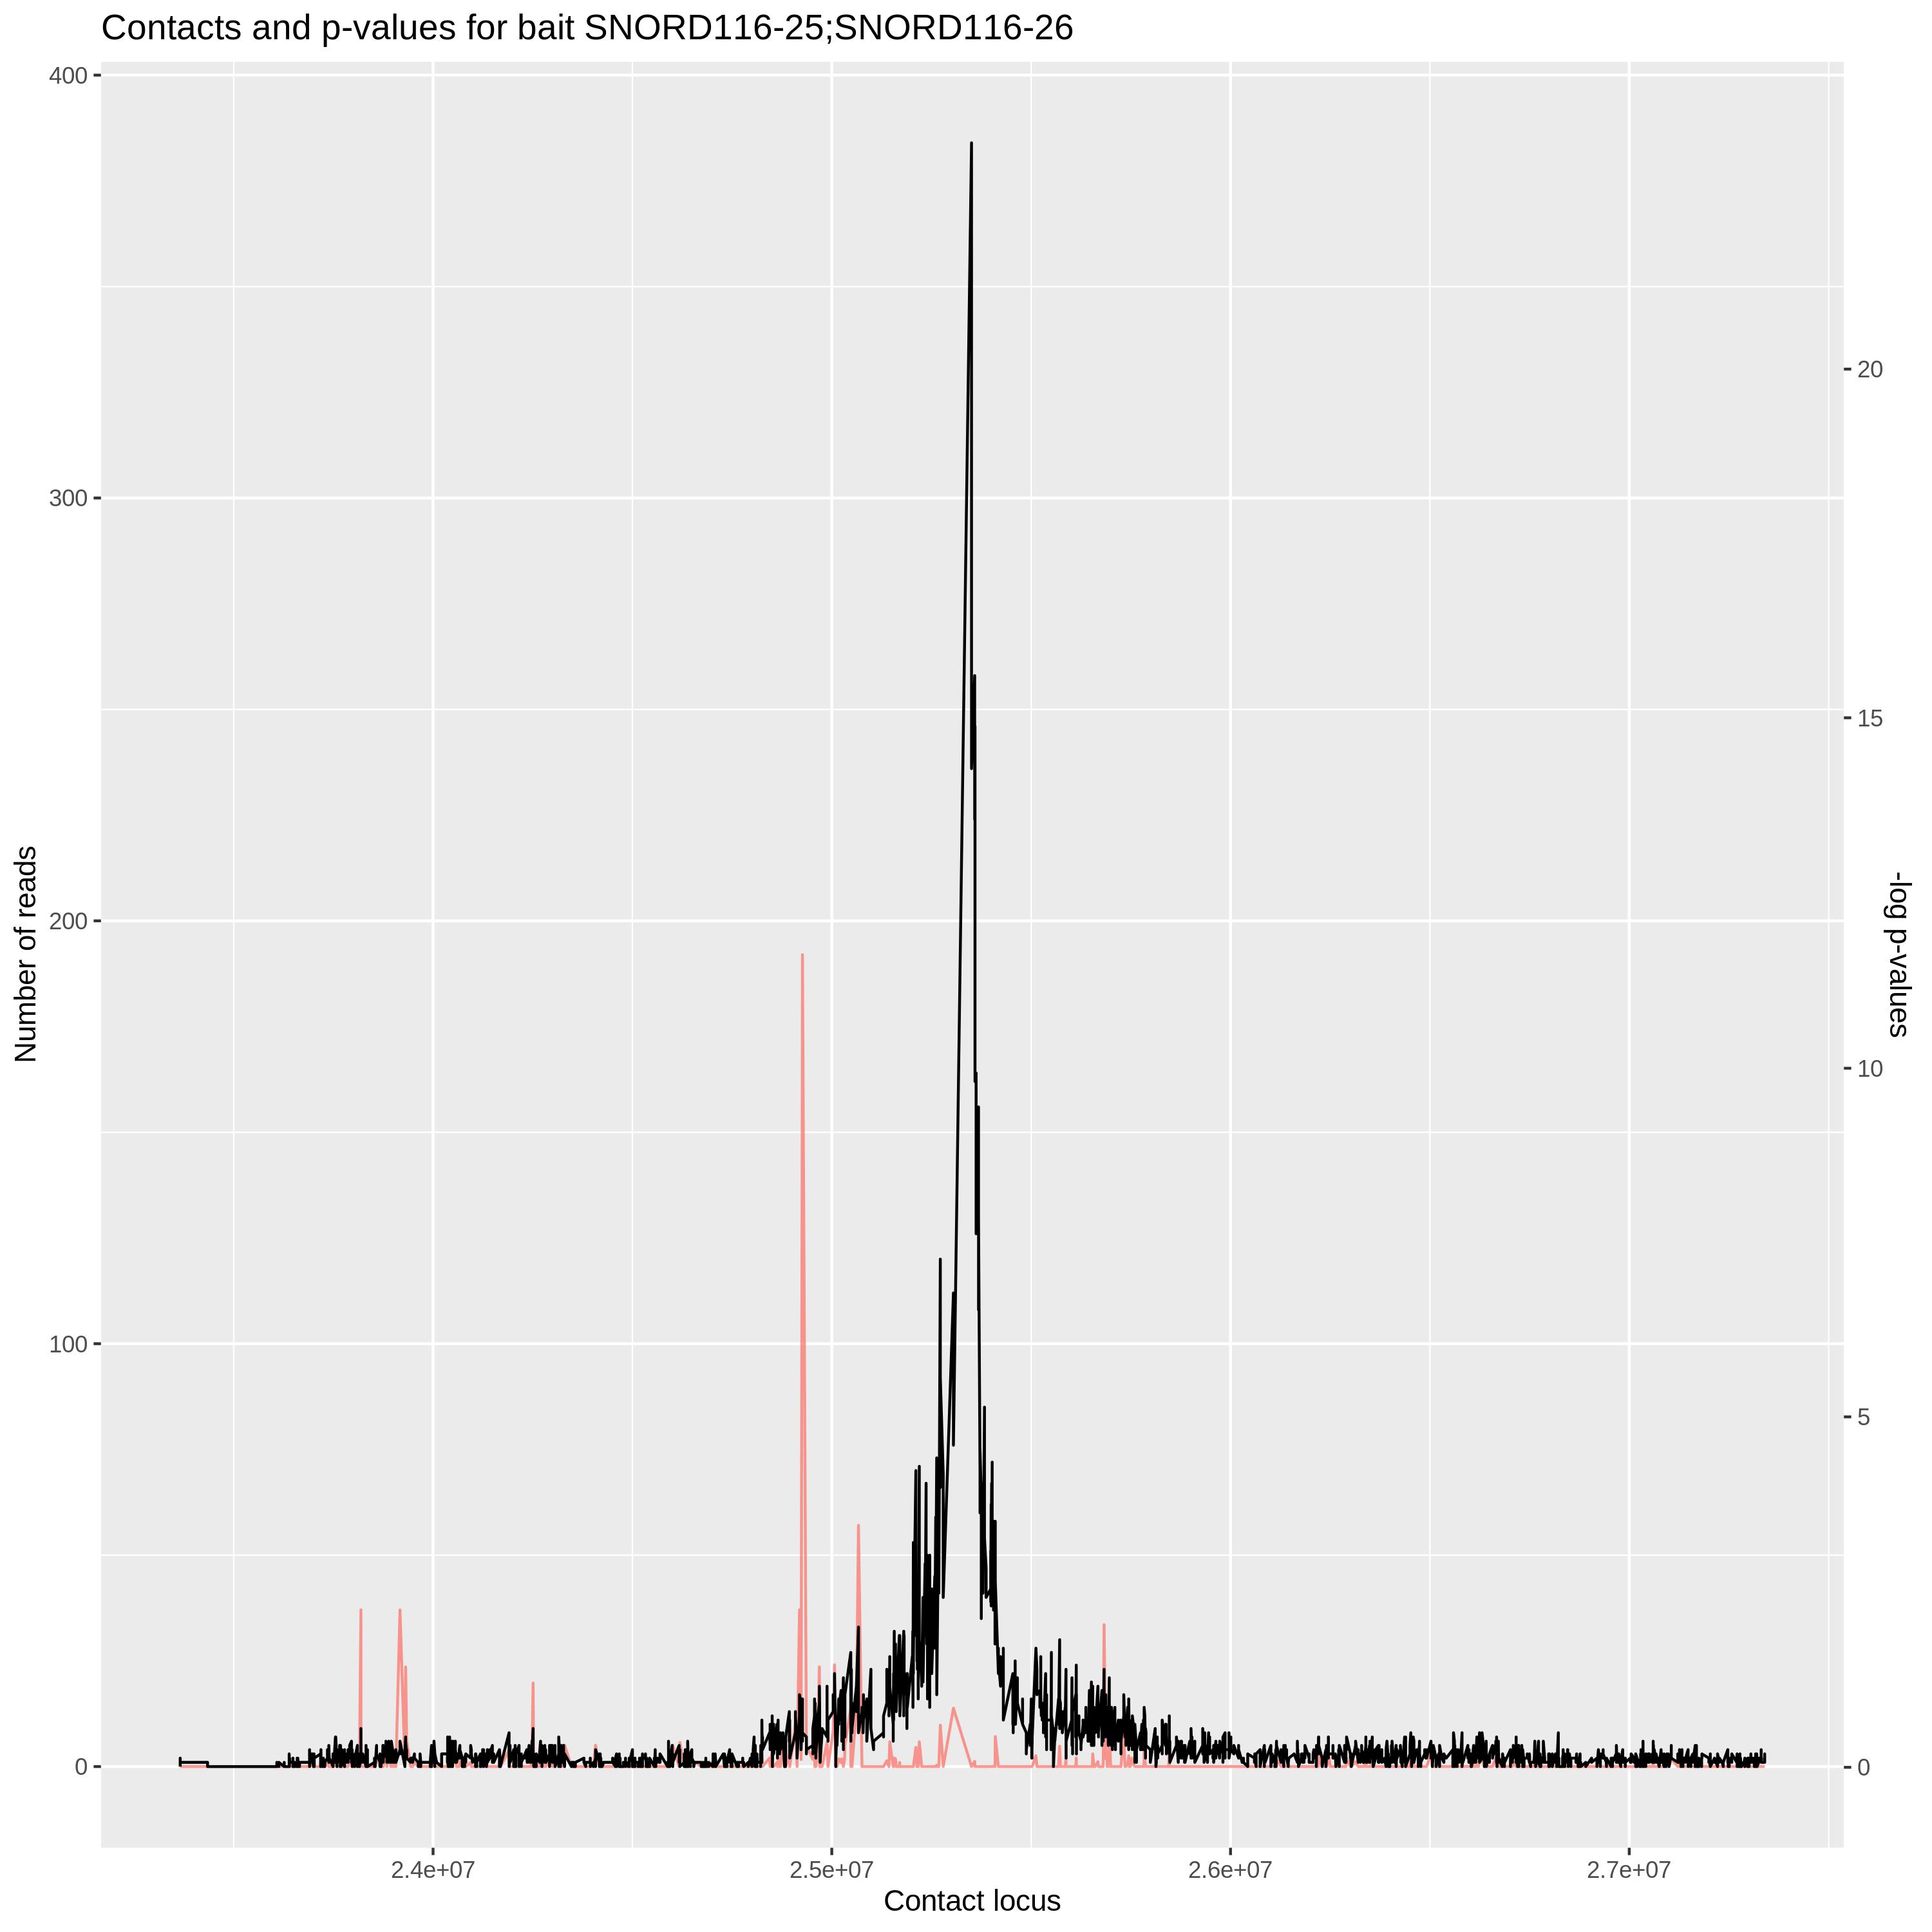 Contacts and p-values for bait SNORD116-25;SNORD116-26
400
300
200
100
0
Number of reads
20
15
10
5
0
-log p-values
2.4e+07
2.5e+07
2.6e+07
2.7e+07
Contact locus